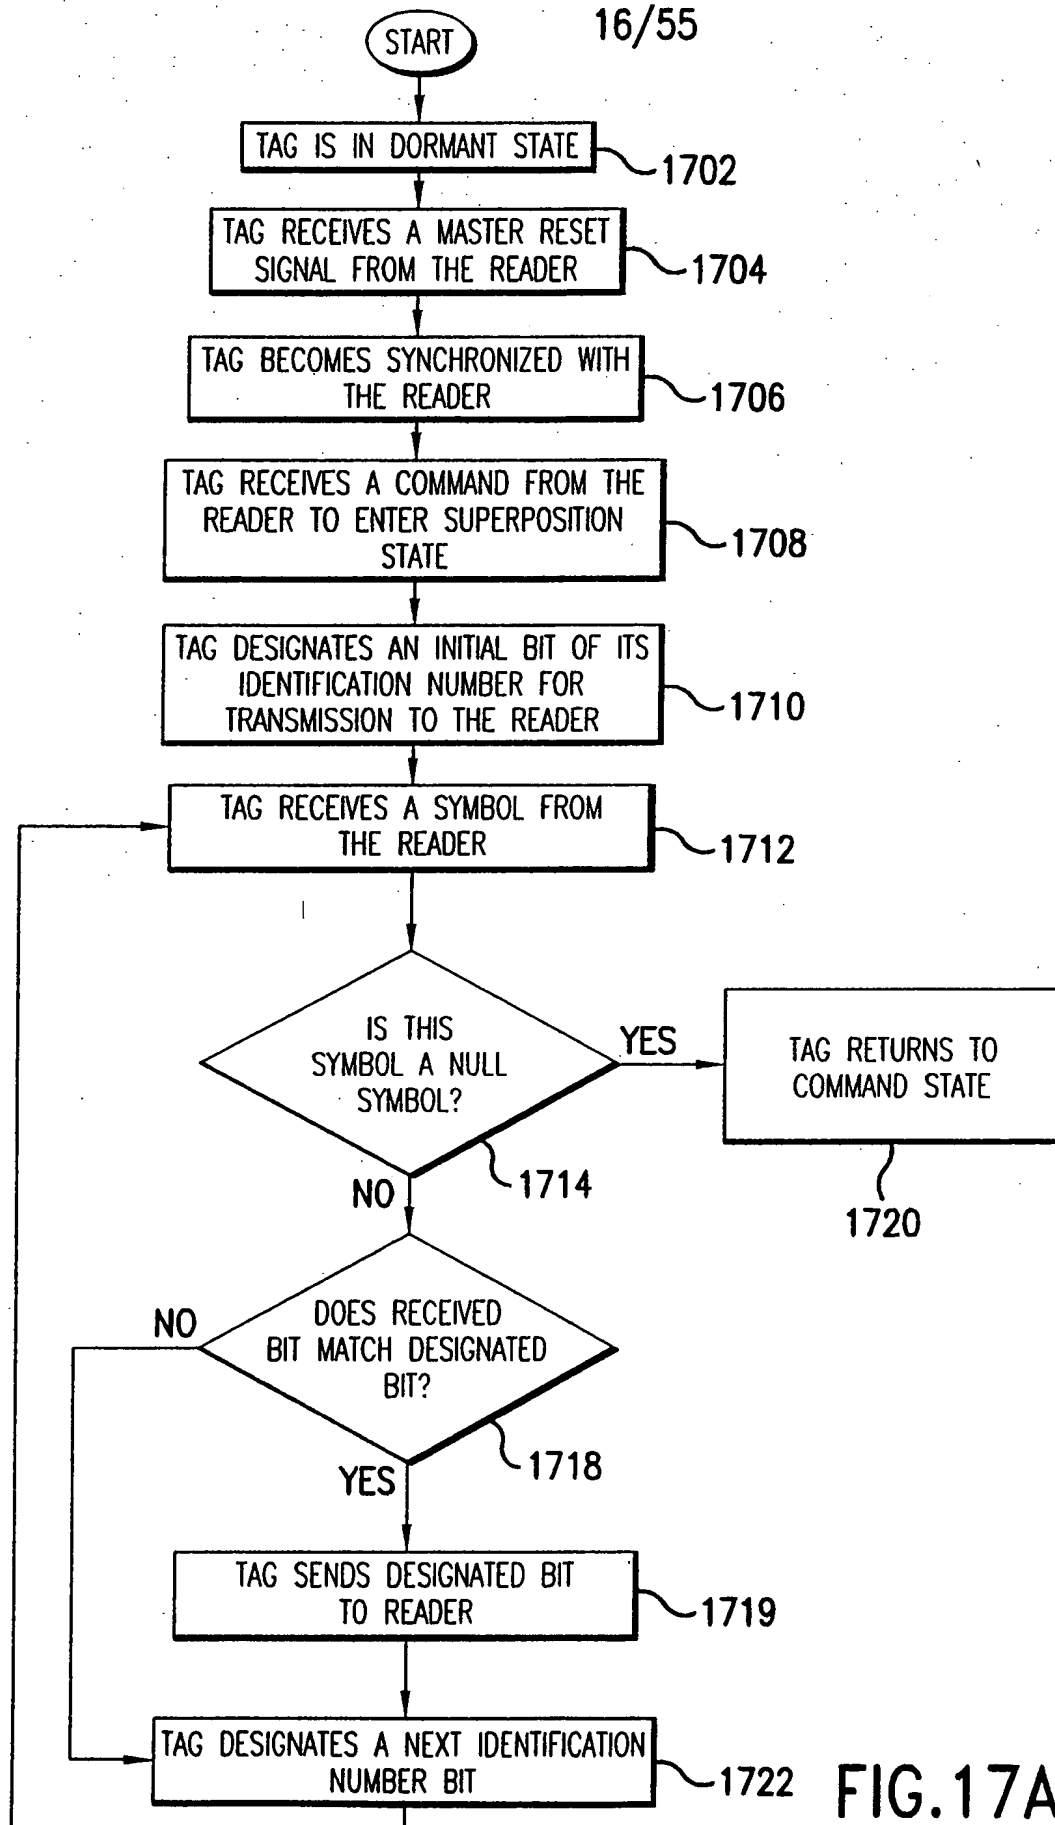 16/55
START
TAG IS IN DORMANT STATE
1702
TAG RECEIVES A MASTER RESET
SIGNAL FROM THE READER
1704
TAG BECOMES SYNCHRONIZED WITH
THE READER
1706
TAG RECEIVES A COMMAND FROM THE
READER TO ENTER SUPERPOSITION
STATE
1708
TAG DESIGNATES AN INITIAL BIT OF ITS
IDENTIFICATION NUMBER FOR
TRANSMISSION TO THE READER
1710
TAG RECEIVES A SYMBOL FROM
THE READER
1712
IS THIS
SYMBOL A NULL
SYMBOL?
YES
TAG RETURNS TO
COMMAND STATE
1714
NO
1720
DOES RECEIVED
BIT MATCH DESIGNATED
BIT?
NO
1718
YES
TAG SENDS DESIGNATED BIT
TO READER
1719
TAG DESIGNATES A NEXT IDENTIFICATION
NUMBER BIT
1722
FIG.17A